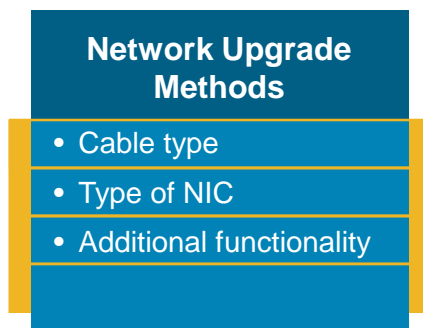 Network Upgrade
Methods
• Cable type
• Type of NIC
• Additional functionality